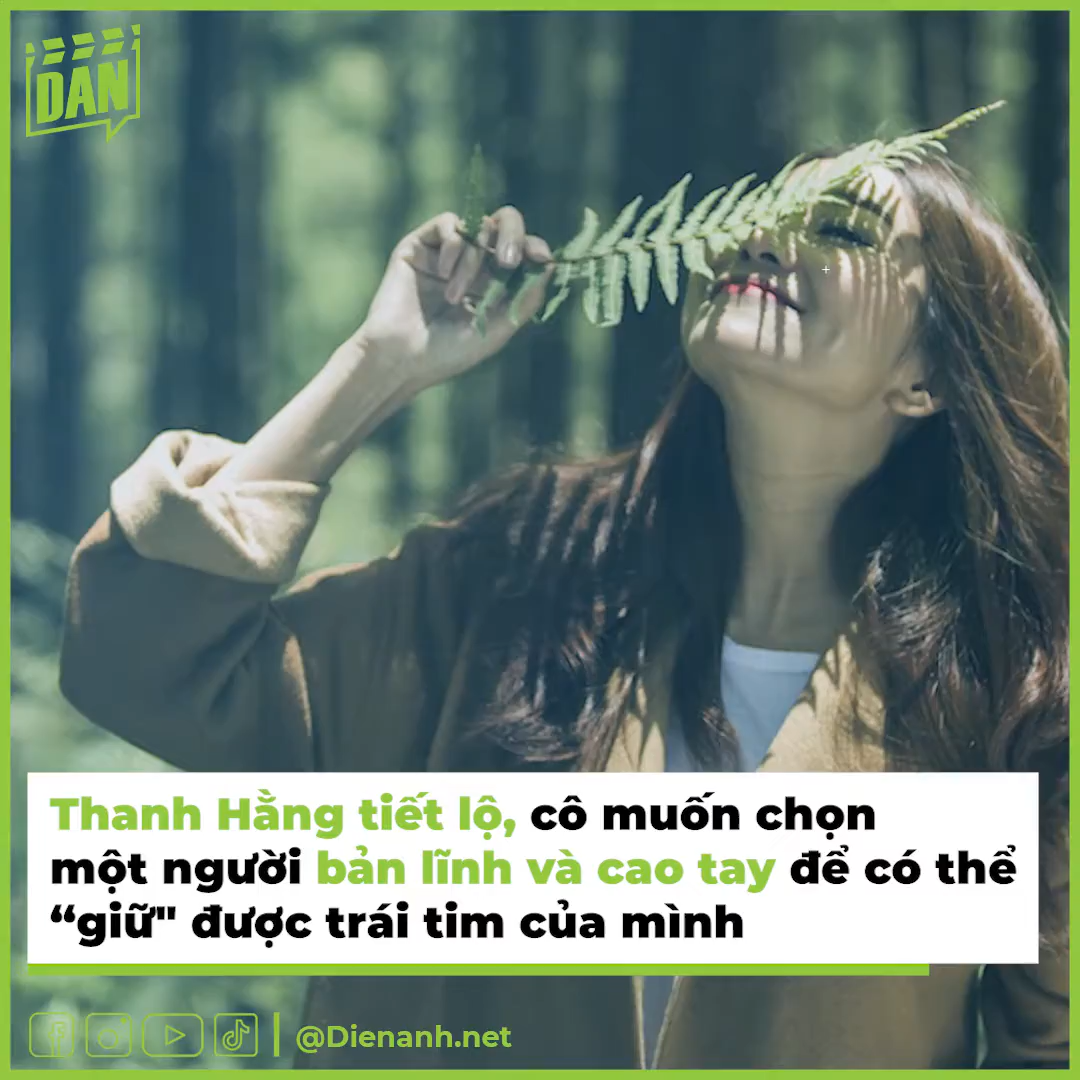 DAN
Thanh Hằng tiết lộ, cô muốn chọn
một người bản lĩnh và cao tay để có thể
“giữ" được trái tim của mình
@Dienanh.net